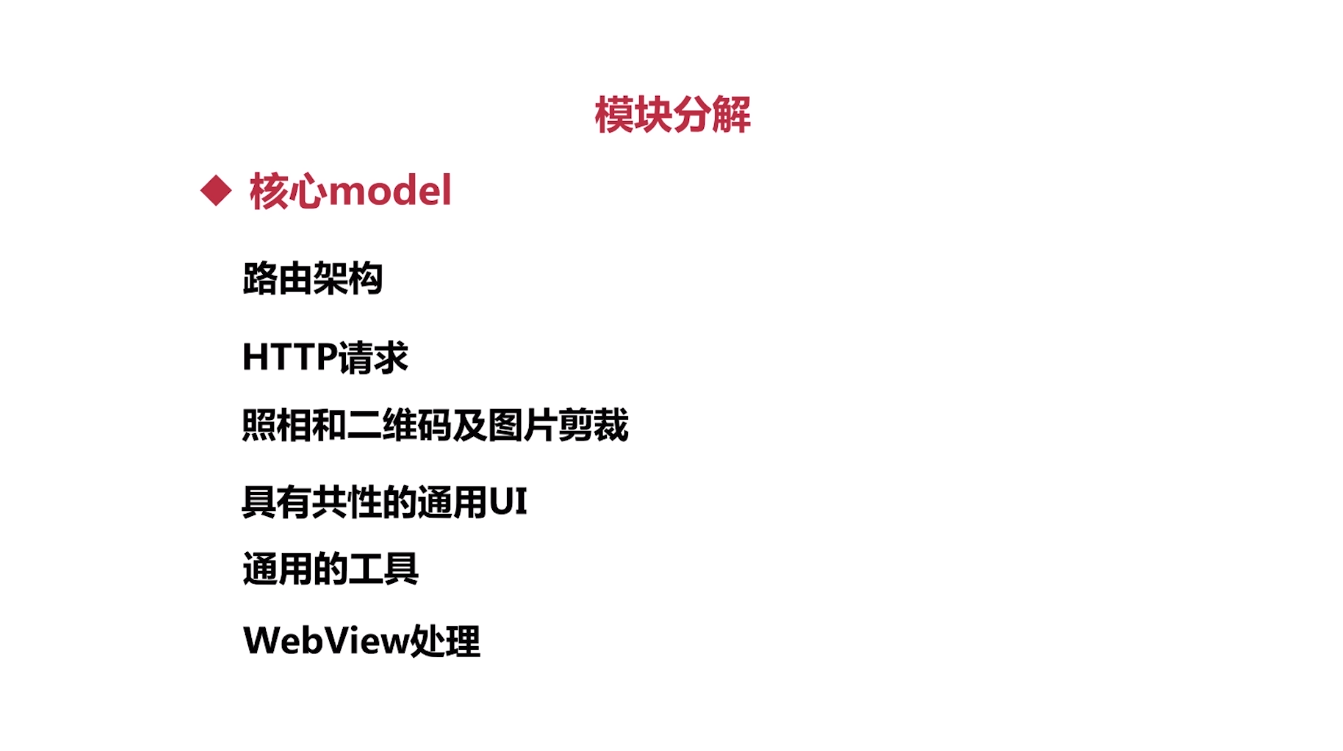 模块分解
◆ 核心model
路由架构
HTTP请求
照相和二维码及图片剪裁
具有共性的通用UI
通用的工具
WebView处理